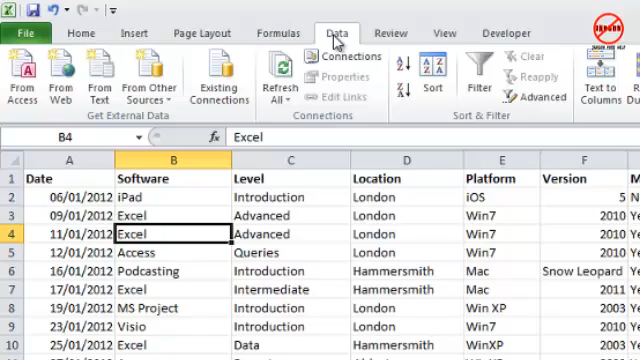 File Home Insert Page Layout Formulas Data Review View Developer
JARGON
JARGON FREE HELP
From Access From Web From Text From Other Sources Existing Connections Refresh All Connections Properties Edit Links Sort Filter Clear Reapply Advanced Text to Columns
Get External Data Connections Sort & Filter
B4 fx Excel
A B C D E F
1 Date Software Level Location Platform Version
2 06/01/2012 iPad Introduction London iOS 5
3 09/01/2012 Excel Advanced London Win7 2010
4 11/01/2012 Excel Advanced London Win7 2010
5 12/01/2012 Access Queries London Win7 2010
6 16/01/2012 Podcasting Introduction Hammersmith Mac Snow Leopard
7 17/01/2012 Excel Intermediate Hammersmith Mac 2011
8 19/01/2012 MS Project Introduction London Win XP 2003
9 23/01/2012 Visio Introduction London Win7 2010
10 25/01/2012 Excel Data Hammersmith WinXP 2003